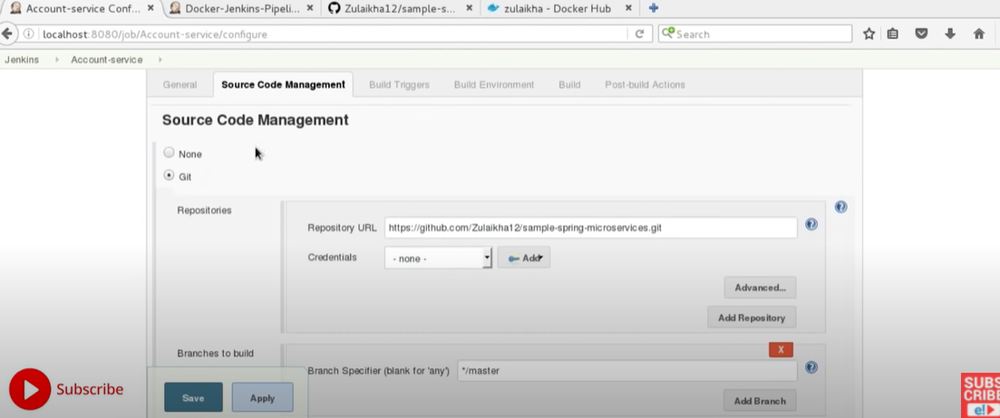 Account-service Conf...
Docker-Jenkins-Pipeli...
Zulaikha12/sample-s...
zulaikha - Docker Hub
localhost:8080/job/Account-service/configure
Search
Jenkins Account-service
General Source Code Management Build Triggers Build Environment Build Post-build Actions
Source Code Management
None
Git
Repositories
Repository URL https://github.com/Zulaikha12/sample-spring-microservices.git
Credentials - none - Add
Advanced...
Add Repository
Branches to build
X
Branch Specifier (blank for 'any') */master
Save Apply
Add Branch
Subscribe
SUBS
CRIBE
e!